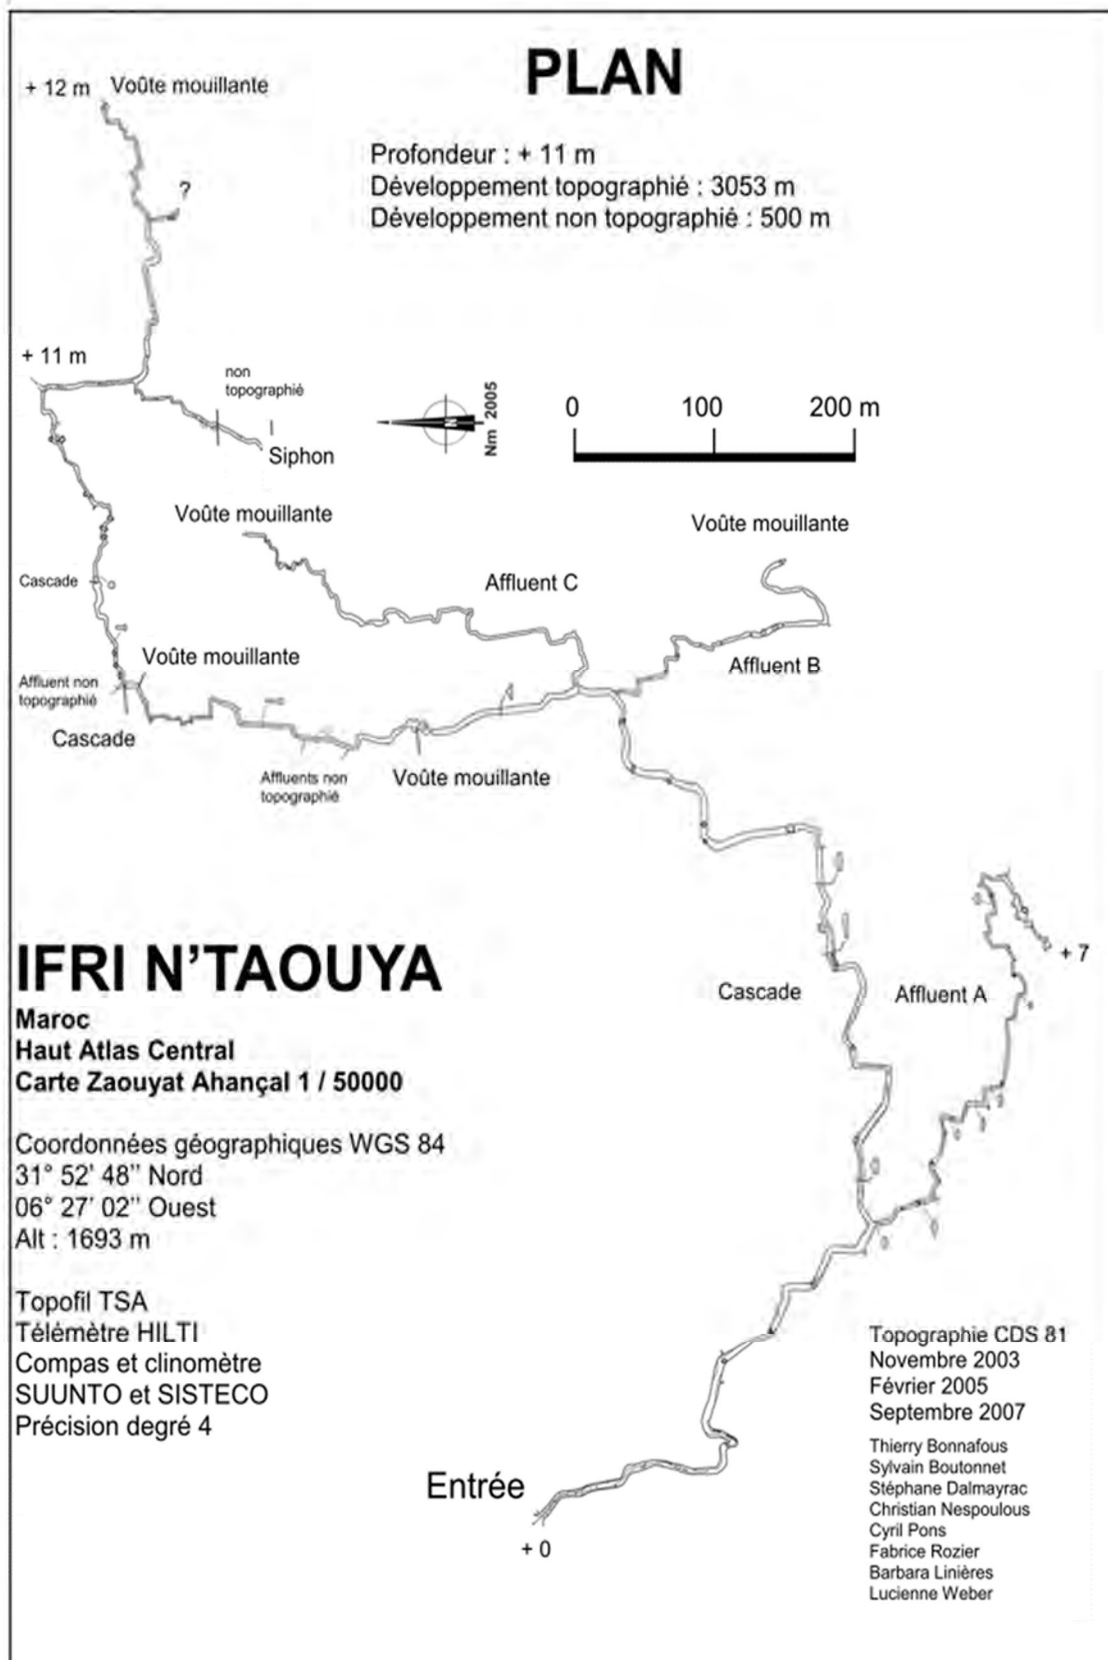 PLAN
+ 12 m Voûte mouillante
Profondeur : + 11 m
Développement topographié : 3053 m
Développement non topographié : 500 m
?
+ 11 m
non
topographié
Siphon
N
Nm 2005
0 100 200 m
Voûte mouillante
Voûte mouillante
Affluent C
Cascade
Voûte mouillante
Affluent B
Affluent non
topographié
Cascade
Affluents non
topographié
Voûte mouillante
IFRI N’TAOUYA
Maroc
Haut Atlas Central
Carte Zaouyat Ahançal 1 / 50000
Cascade
Affluent A
+ 7
Coordonnées géographiques WGS 84
31° 52’ 48’’ Nord
06° 27’ 02’’ Ouest
Alt : 1693 m
Topofil TSA
Télémètre HILTI
Compas et clinomètre
SUUNTO et SISTECO
Précision degré 4
Entrée
+ 0
Topographie CDS 81
Novembre 2003
Février 2005
Septembre 2007
Thierry Bonnafous
Sylvain Boutonnet
Stéphane Dalmayrac
Christian Nespoulous
Cyril Pons
Fabrice Rozier
Barbara Linières
Lucienne Weber